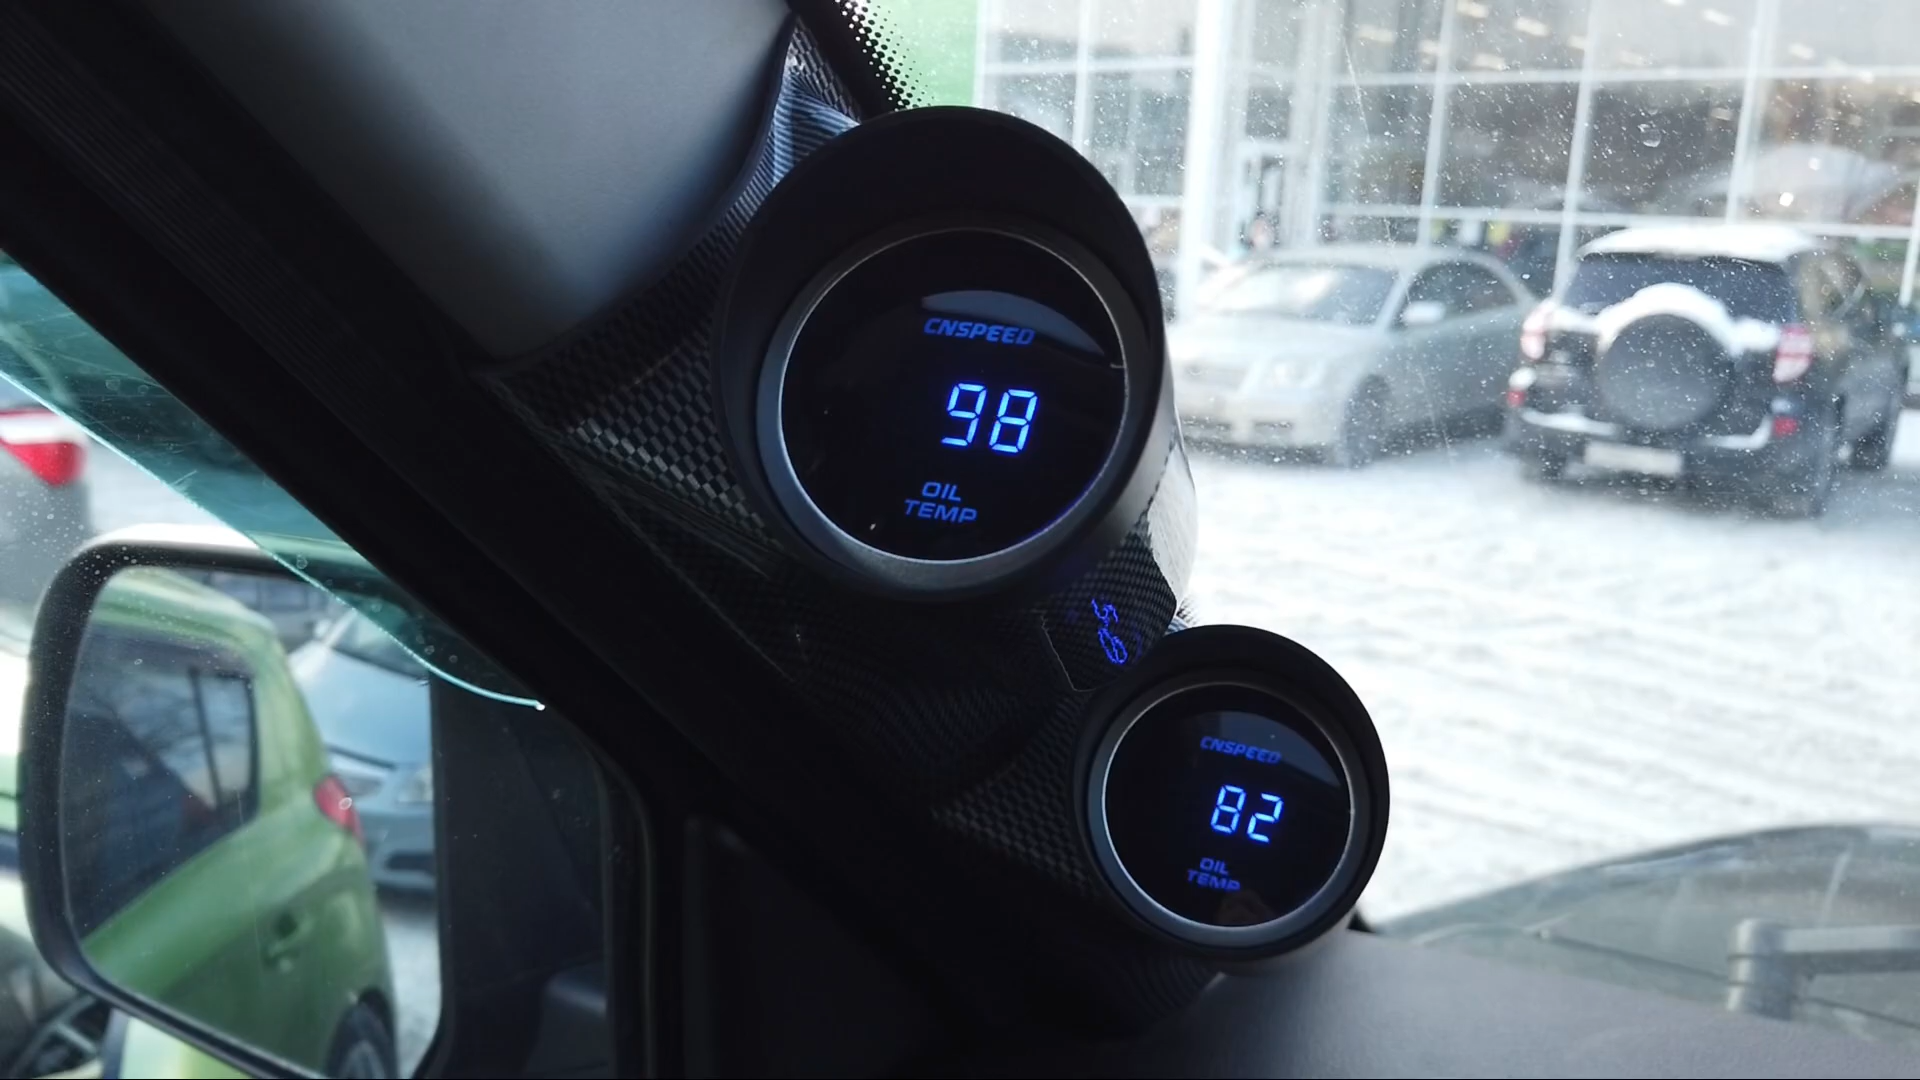 CNSPEED
98
OIL
TEMP
CNSPEED
82
OIL
TEMP